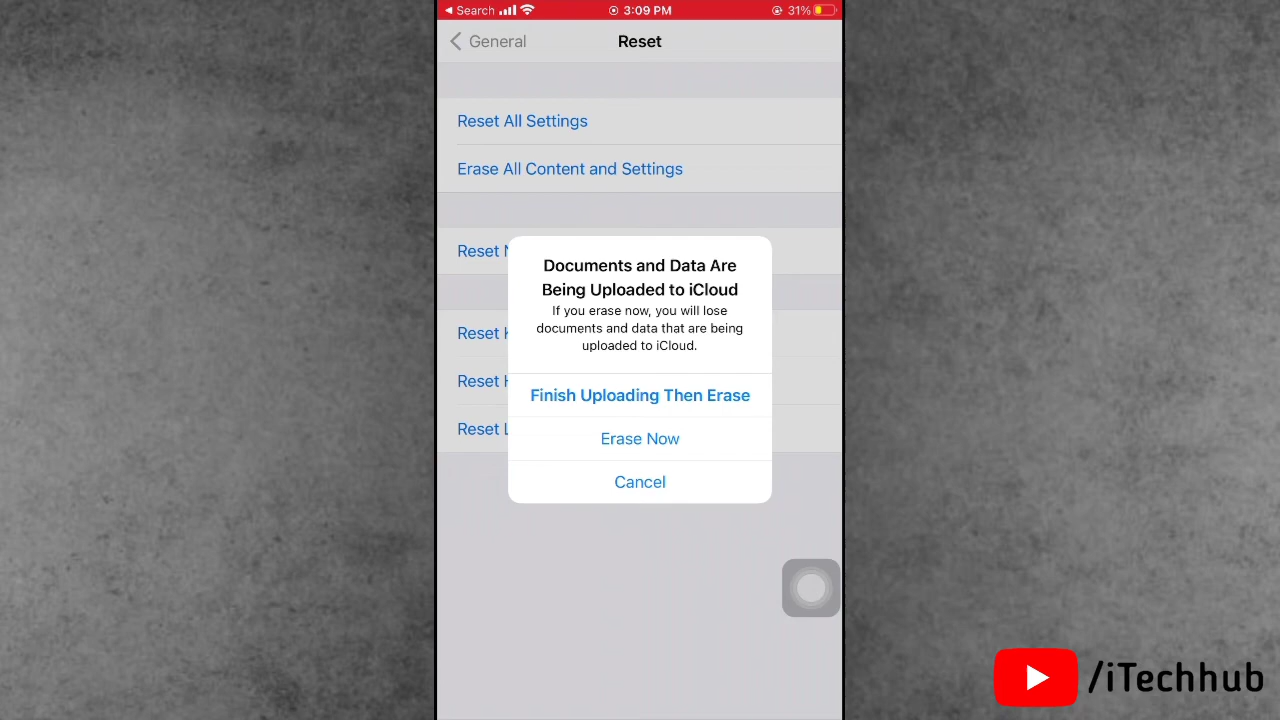 Search 3:09 PM 31%
General Reset
Reset All Settings
Erase All Content and Settings
Reset N
Documents and Data Are
Being Uploaded to iCloud
If you erase now, you will lose
documents and data that are being
uploaded to iCloud.
Reset K
Reset H
Finish Uploading Then Erase
Reset L
Erase Now
Cancel
/iTechhub